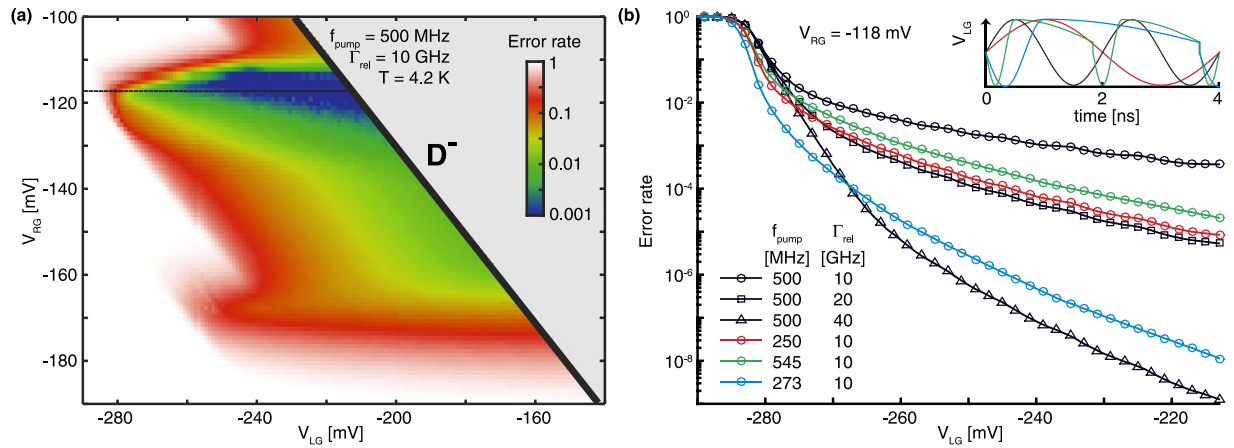 (a)
f_pump = 500 MHz
Γ_rel = 10 GHz
T = 4.2 K
Error rate
1
0.1
0.01
0.001
D⁻
-100
-120
-140
-160
-180
V_RG [mV]
-280 -240 -200 -160
V_LG [mV]
(b)
V_RG = -118 mV
V_LG
0 2 4
time [ns]
10⁰
10⁻²
10⁻⁴
10⁻⁶
10⁻⁸
Error rate
f_pump Γ_rel
[MHz] [GHz]
500 10
500 20
500 40
250 10
545 10
273 10
-280 -260 -240 -220
V_LG [mV]